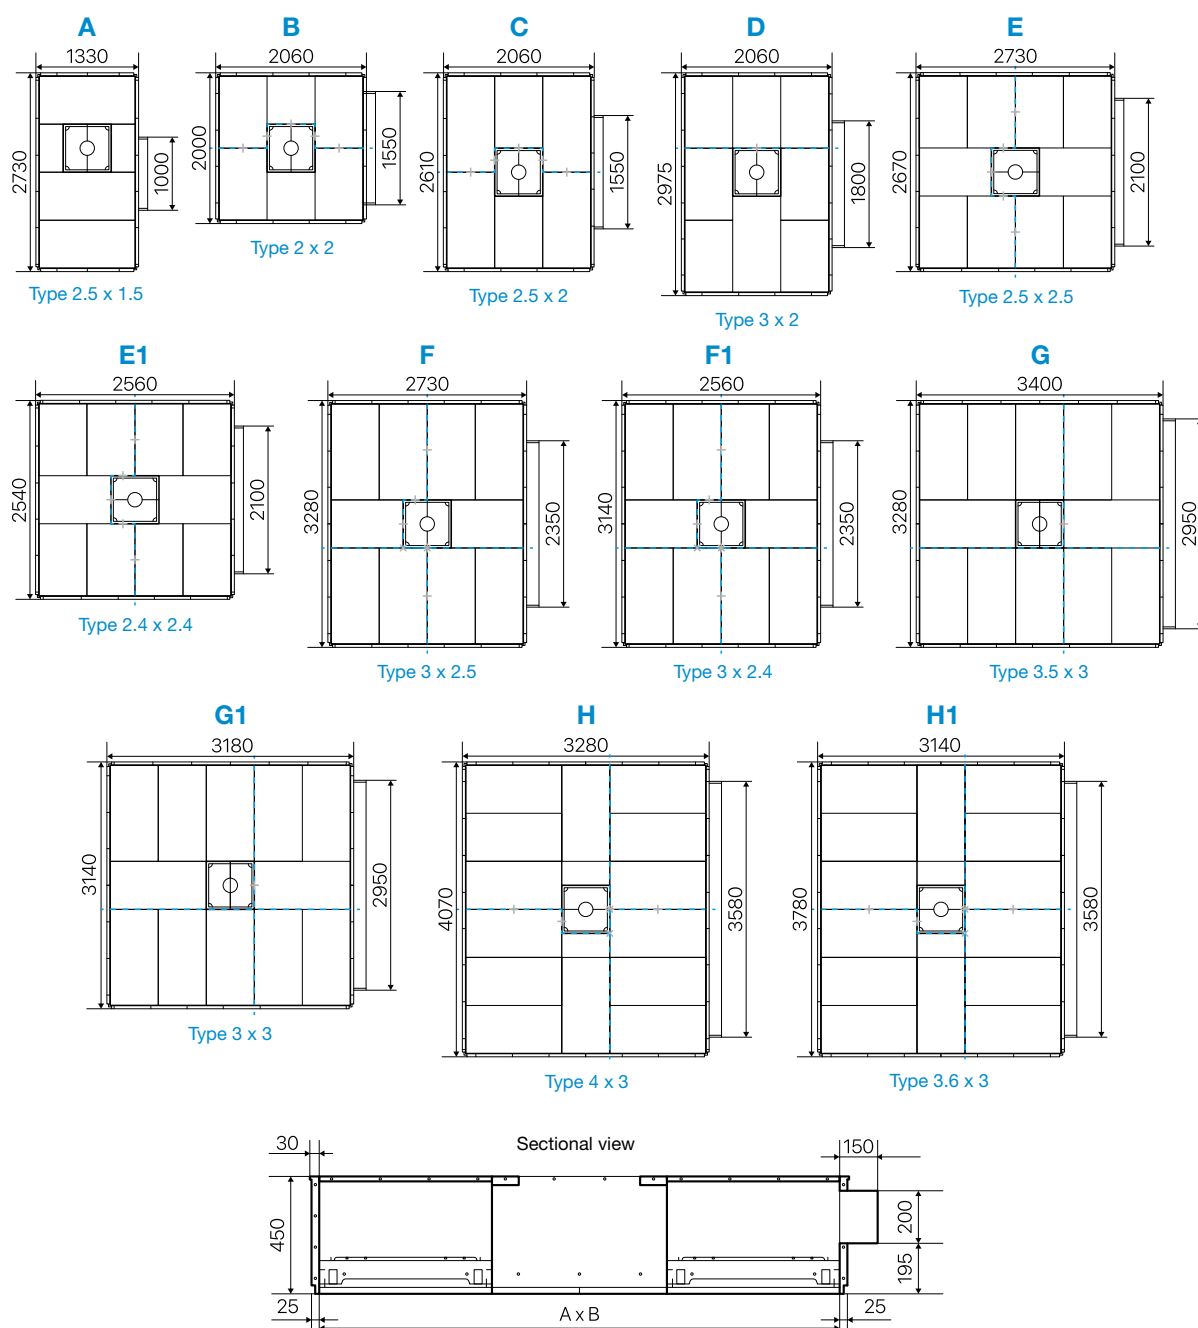 A
B
C
D
E
1330
2060
2060
2060
2730
2730
1000
2000
1550
2610
1550
2975
1800
2670
2100
Type 2.5 x 1.5
Type 2 x 2
Type 2.5 x 2
Type 3 x 2
Type 2.5 x 2.5
E1
F
F1
G
2560
2730
2560
3400
2540
2100
3280
2350
3140
2350
3280
2950
Type 2.4 x 2.4
Type 3 x 2.5
Type 3 x 2.4
Type 3.5 x 3
G1
H
H1
3180
3280
3140
3140
2950
4070
3580
3780
3580
Type 3 x 3
Type 4 x 3
Type 3.6 x 3
Sectional view
30
150
450
200
195
25
A x B
25